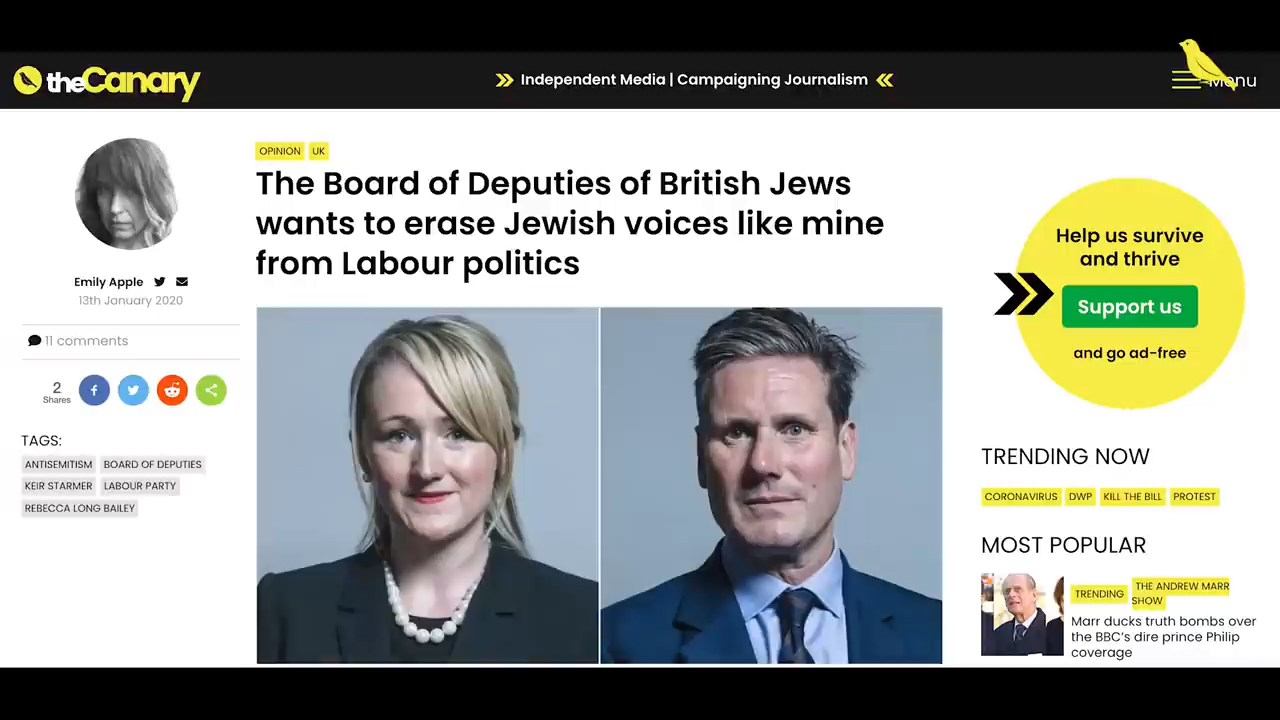 theCanary
Independent Media | Campaigning Journalism
Menu
Emily Apple
13th January 2020
11 comments
2
Shares
TAGS:
ANTISEMITISM BOARD OF DEPUTIES
KEIR STARMER LABOUR PARTY
REBECCA LONG BAILEY
OPINION UK
The Board of Deputies of British Jews
wants to erase Jewish voices like mine
from Labour politics
Help us survive
and thrive
Support us
and go ad-free
TRENDING NOW
CORONAVIRUS DWP KILL THE BILL PROTEST
MOST POPULAR
TRENDING THE ANDREW MARR
SHOW
Marr ducks truth bombs over
the BBC's dire prince Philip
coverage